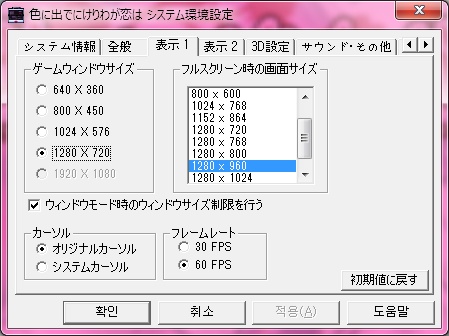 色に出でにけりわが恋は システム環境設定
システム情報 全般 表示 1 表示 2 3D設定 サウンド・その他
ゲームウィンドウサイズ
640 X 360
800 X 450
1024 X 576
1280 X 720
1920 X 1080
フルスクリーン時の画面サイズ
800 x 600
1024 x 768
1152 x 864
1280 x 720
1280 x 768
1280 x 800
1280 x 960
1280 x 1024
ウィンドウモード時のウィンドウサイズ制限を行う
カーソル
オリジナルカーソル
システムカーソル
フレームレート
30 FPS
60 FPS
初期値に戻す
확인 취소 적용(A) 도움말